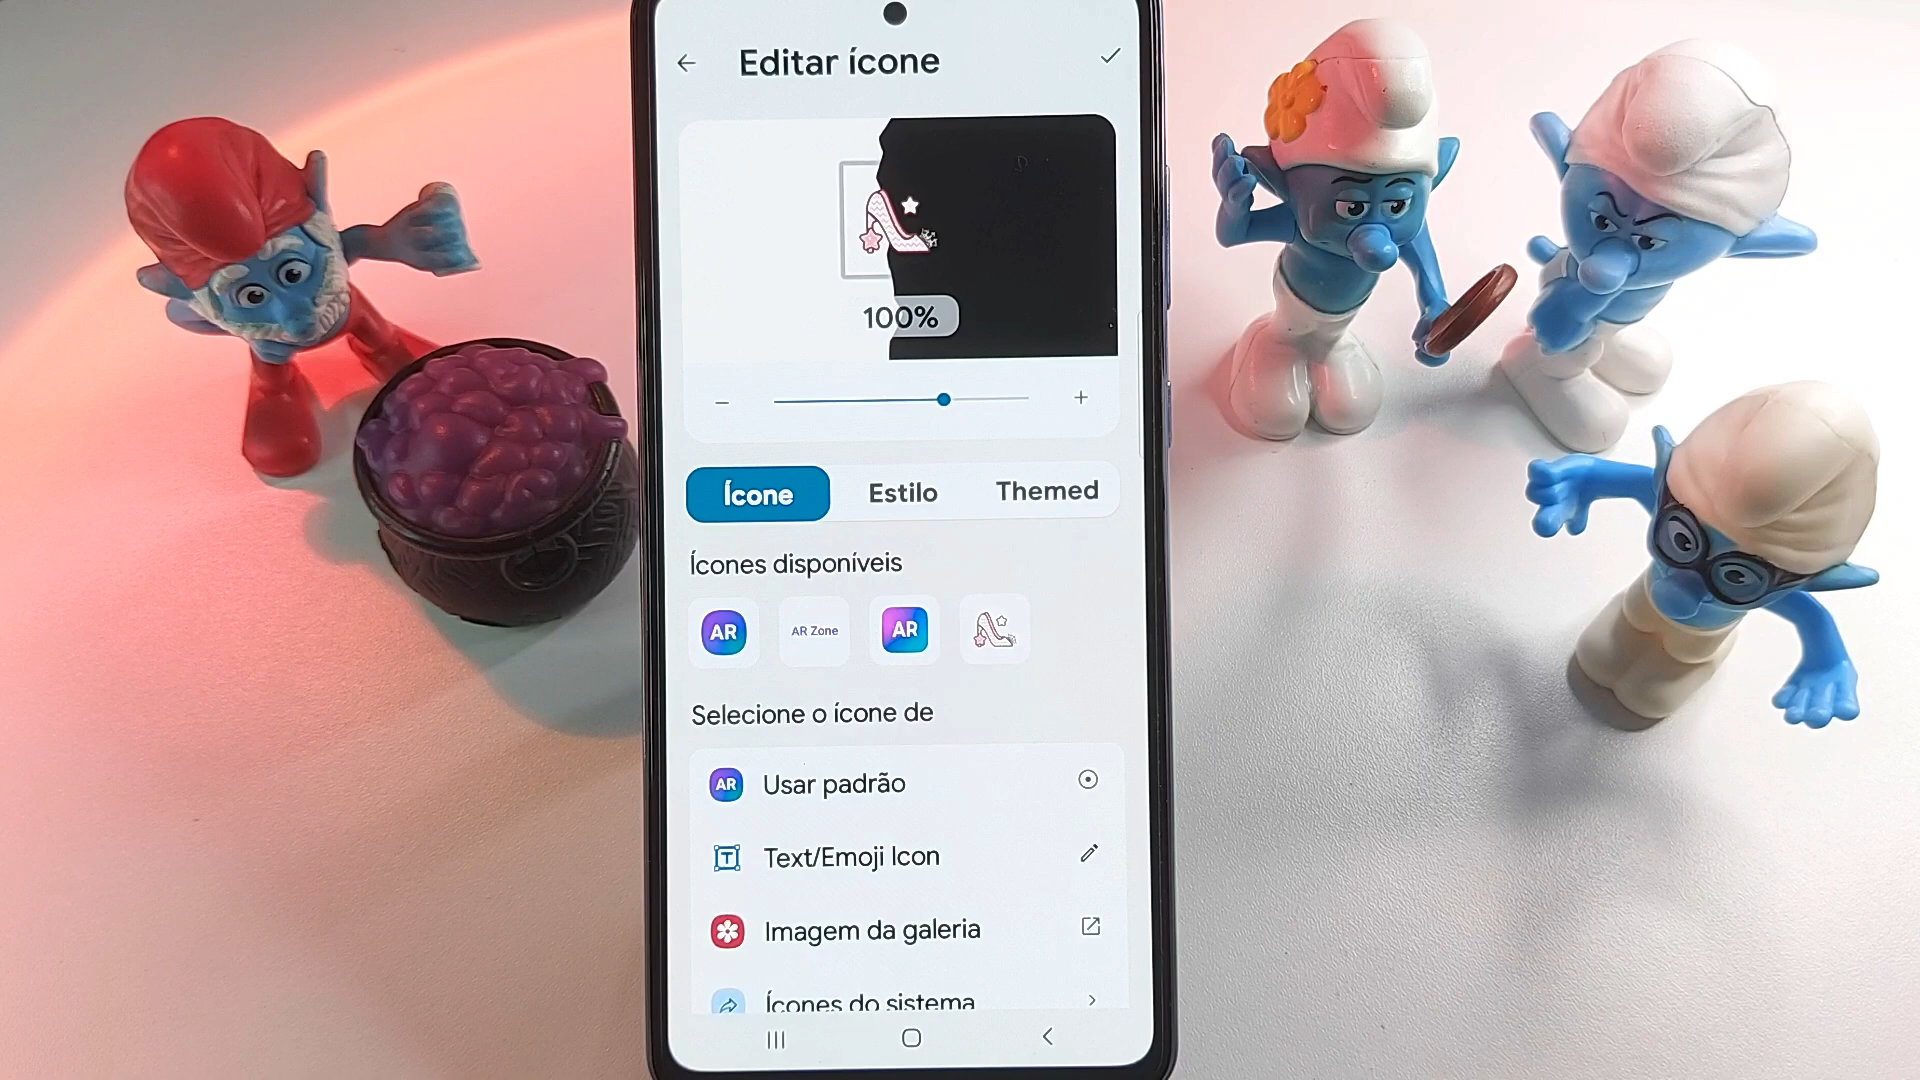 Editar ícone
100%
Ícone Estilo Themed
Ícones disponíveis
AR AR Zone AR
Selecione o ícone de
AR Usar padrão
T Text/Emoji Icon
Imagem da galeria
Ícones do sistema